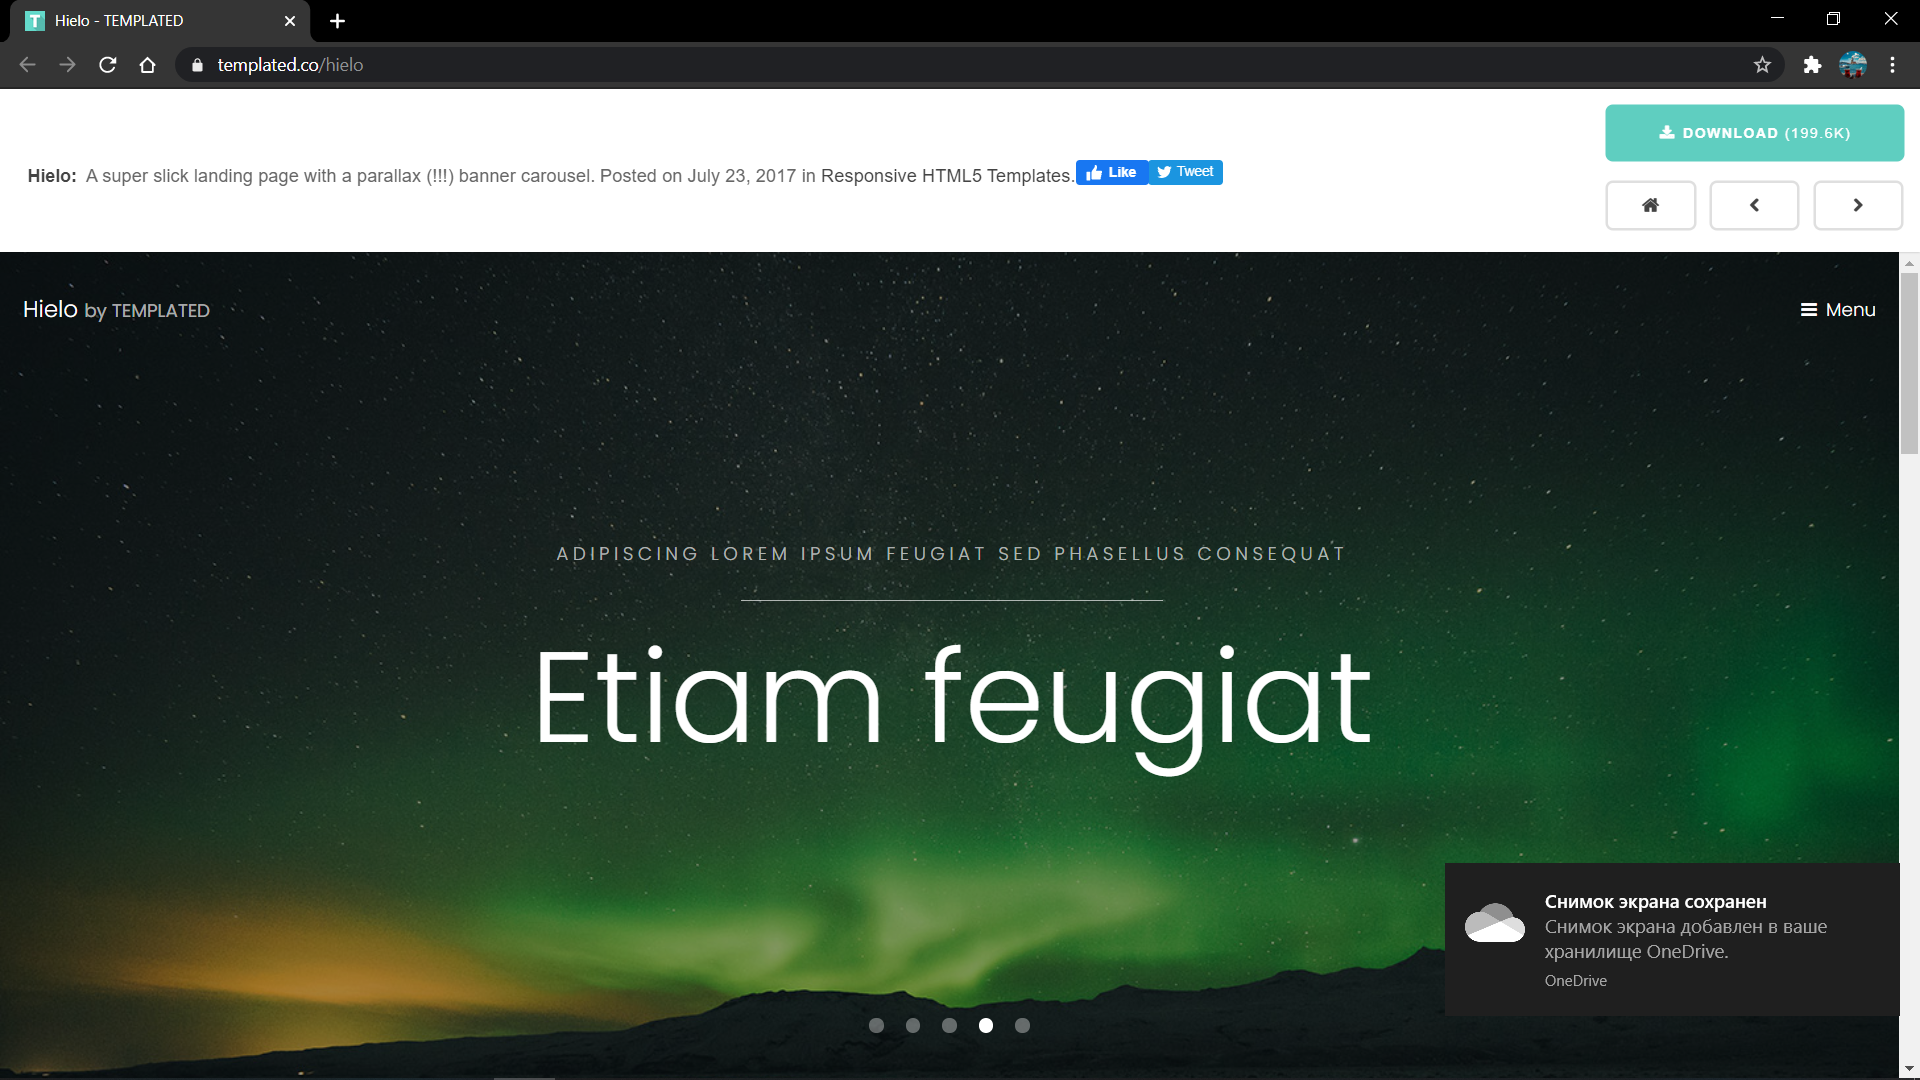 Hielo - TEMPLATED
templated.co/hielo
DOWNLOAD (199.6K)
Hielo: A super slick landing page with a parallax (!!!) banner carousel. Posted on July 23, 2017 in Responsive HTML5 Templates. Like Tweet
Hielo by TEMPLATED
Menu
ADIPISCING LOREM IPSUM FEUGIAT SED PHASELLUS CONSEQUAT
Etiam feugiat
Снимок экрана сохранен
Снимок экрана добавлен в ваше
хранилище OneDrive.
OneDrive